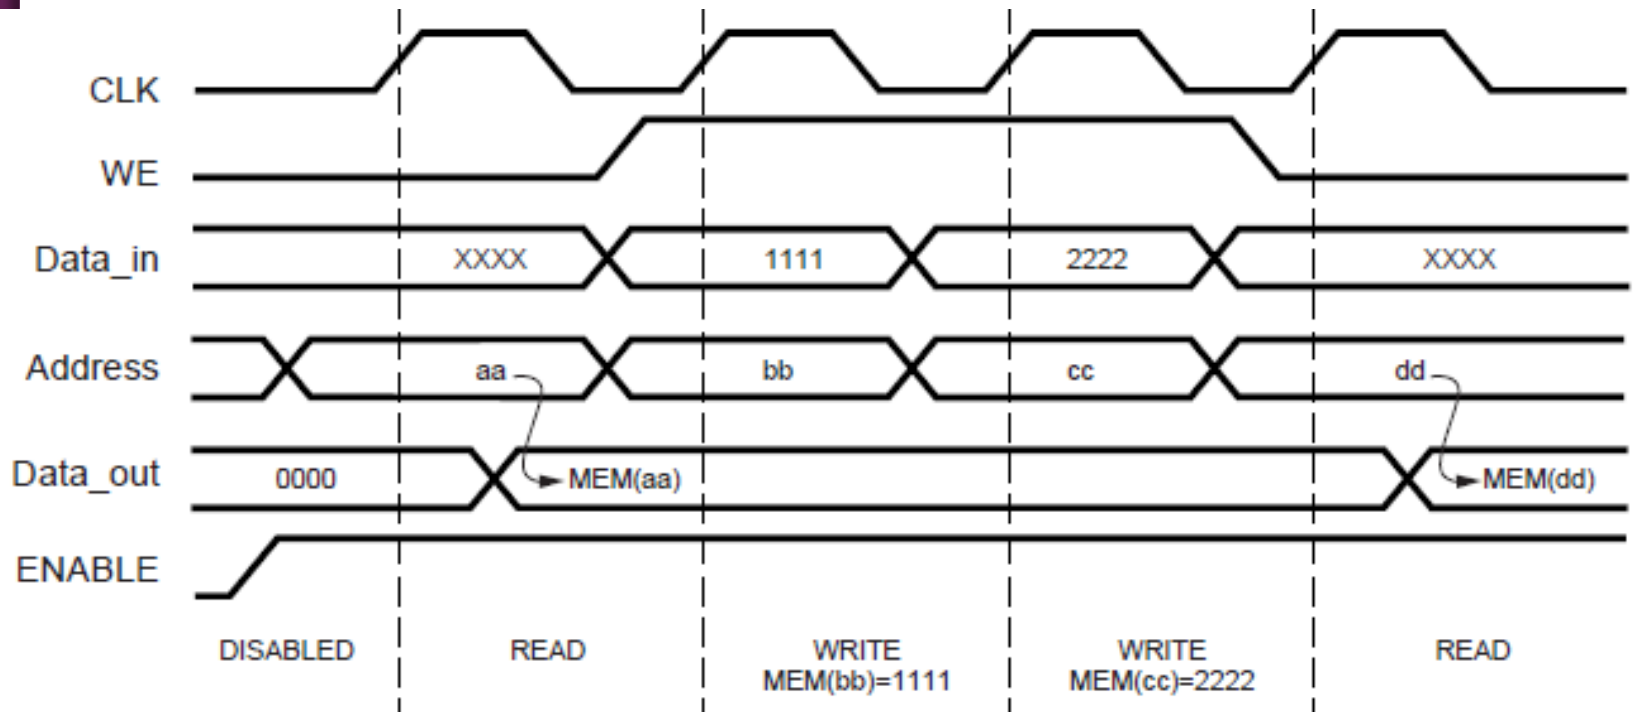 CLK
WE
Data_in
XXXX 1111 2222 XXXX
Address
aa bb cc dd
Data_out
0000 MEM(aa) MEM(dd)
ENABLE
DISABLED READ WRITE WRITE READ
MEM(bb)=1111 MEM(cc)=2222